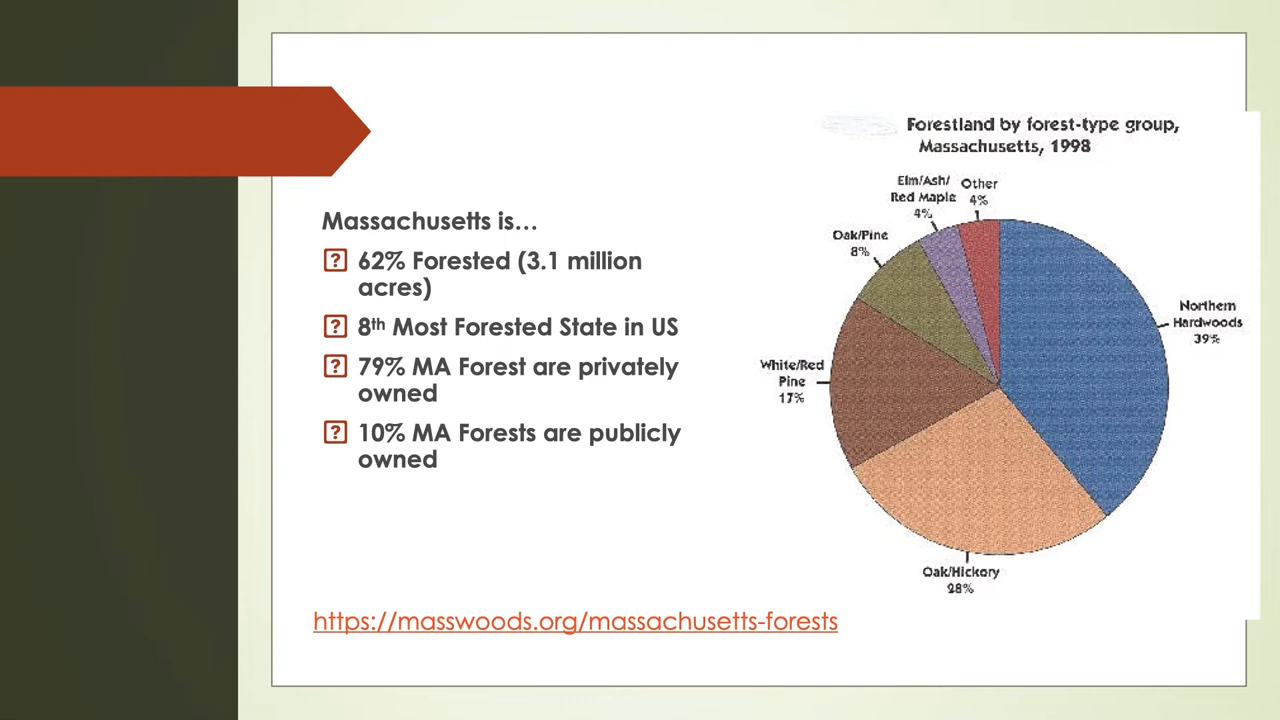 Massachusetts is...
62% Forested (3.1 million
acres)
8th Most Forested State in US
79% MA Forest are privately
owned
10% MA Forests are publicly
owned
https://masswoods.org/massachusetts-forests
Forestland by forest-type group,
Massachusetts, 1998
Elm/Ash/
Red Maple
4%
Other
4%
Oak/Pine
8%
Northern
Hardwoods
39%
White/Red
Pine
17%
Oak/Hickory
28%